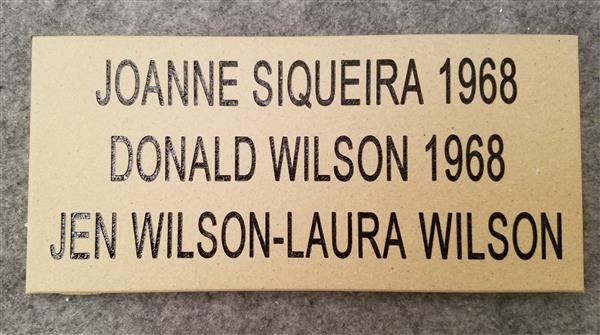 JOANNE SIQUEIRA 1968
DONALD WILSON 1968
JEN WILSON-LAURA WILSON